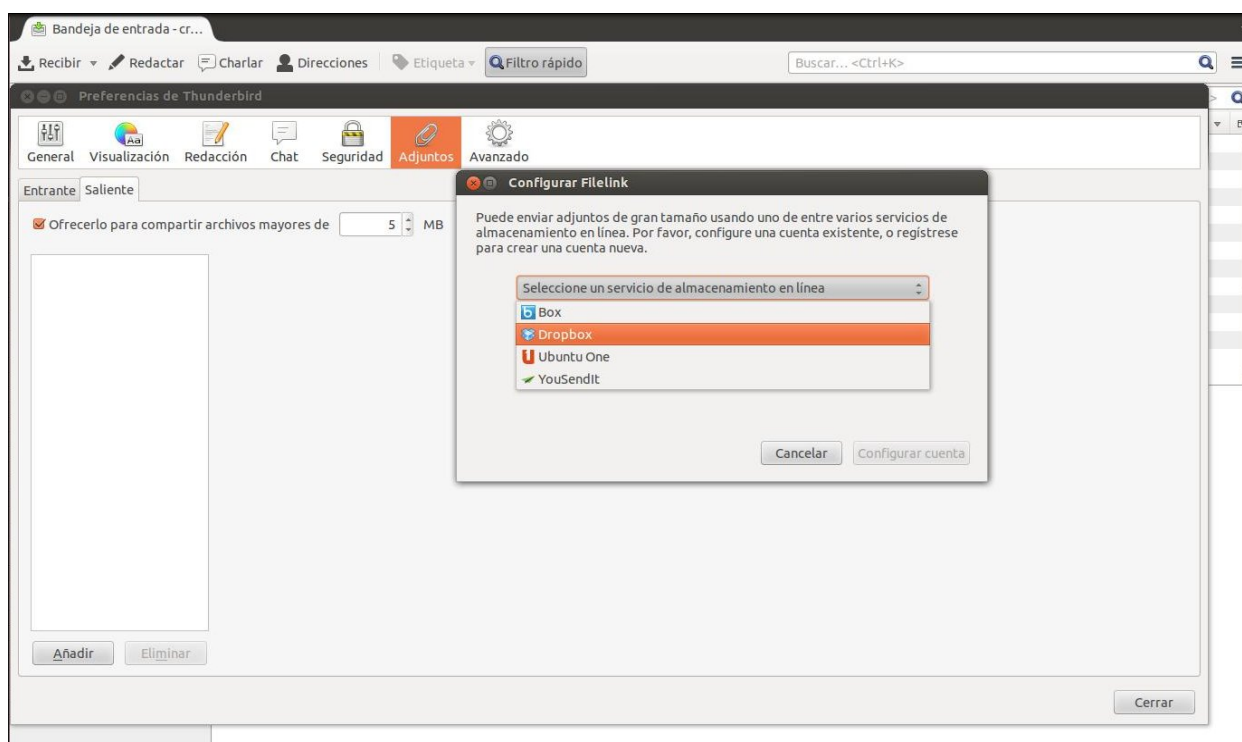 Bandeja de entrada - cr...
Recibir Redactar Charlar Direcciones Etiqueta Filtro rápido Buscar... <Ctrl+K>
Preferencias de Thunderbird
General Visualización Redacción Chat Seguridad Adjuntos Avanzado
Entrante Saliente
Ofrecerlo para compartir archivos mayores de 5 MB
Configurar Filelink
Puede enviar adjuntos de gran tamaño usando uno de entre varios servicios de
almacenamiento en línea. Por favor, configure una cuenta existente, o regístrese
para crear una cuenta nueva.
Seleccione un servicio de almacenamiento en línea
Box
Dropbox
Ubuntu One
YouSendIt
Cancelar Configurar cuenta
Añadir Eliminar
Cerrar